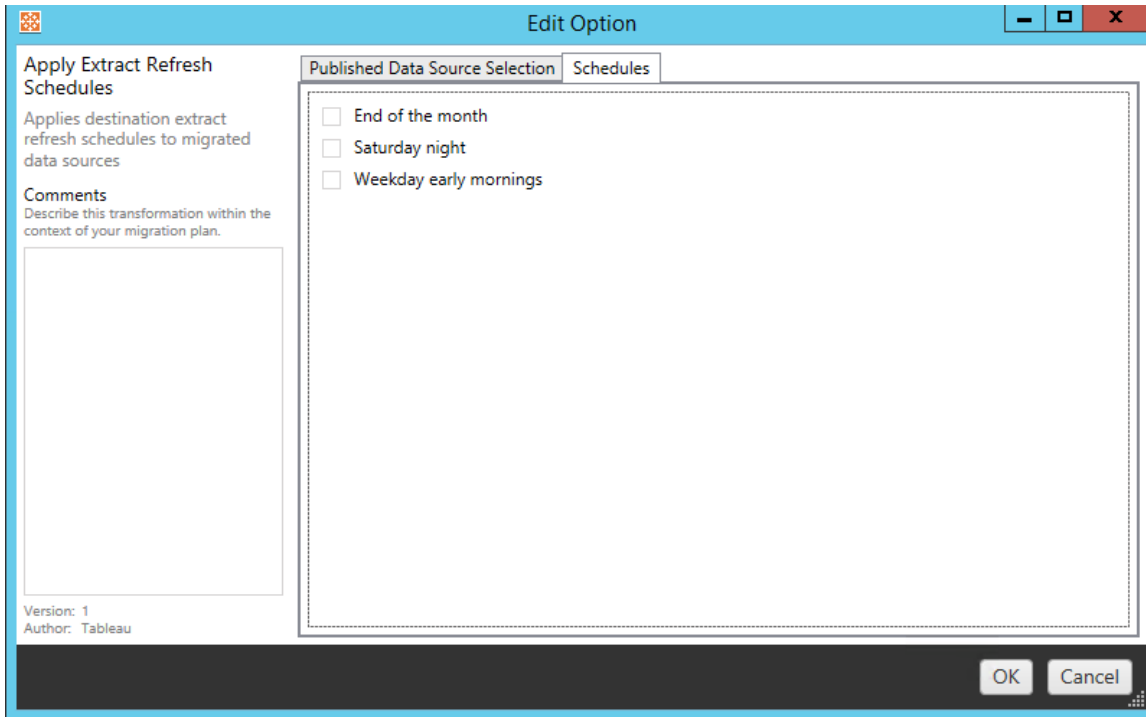 Edit Option
Apply Extract Refresh
Schedules
Applies destination extract
refresh schedules to migrated
data sources
Comments
Describe this transformation within the
context of your migration plan.
Version: 1
Author: Tableau
Published Data Source Selection
Schedules
End of the month
Saturday night
Weekday early mornings
OK
Cancel